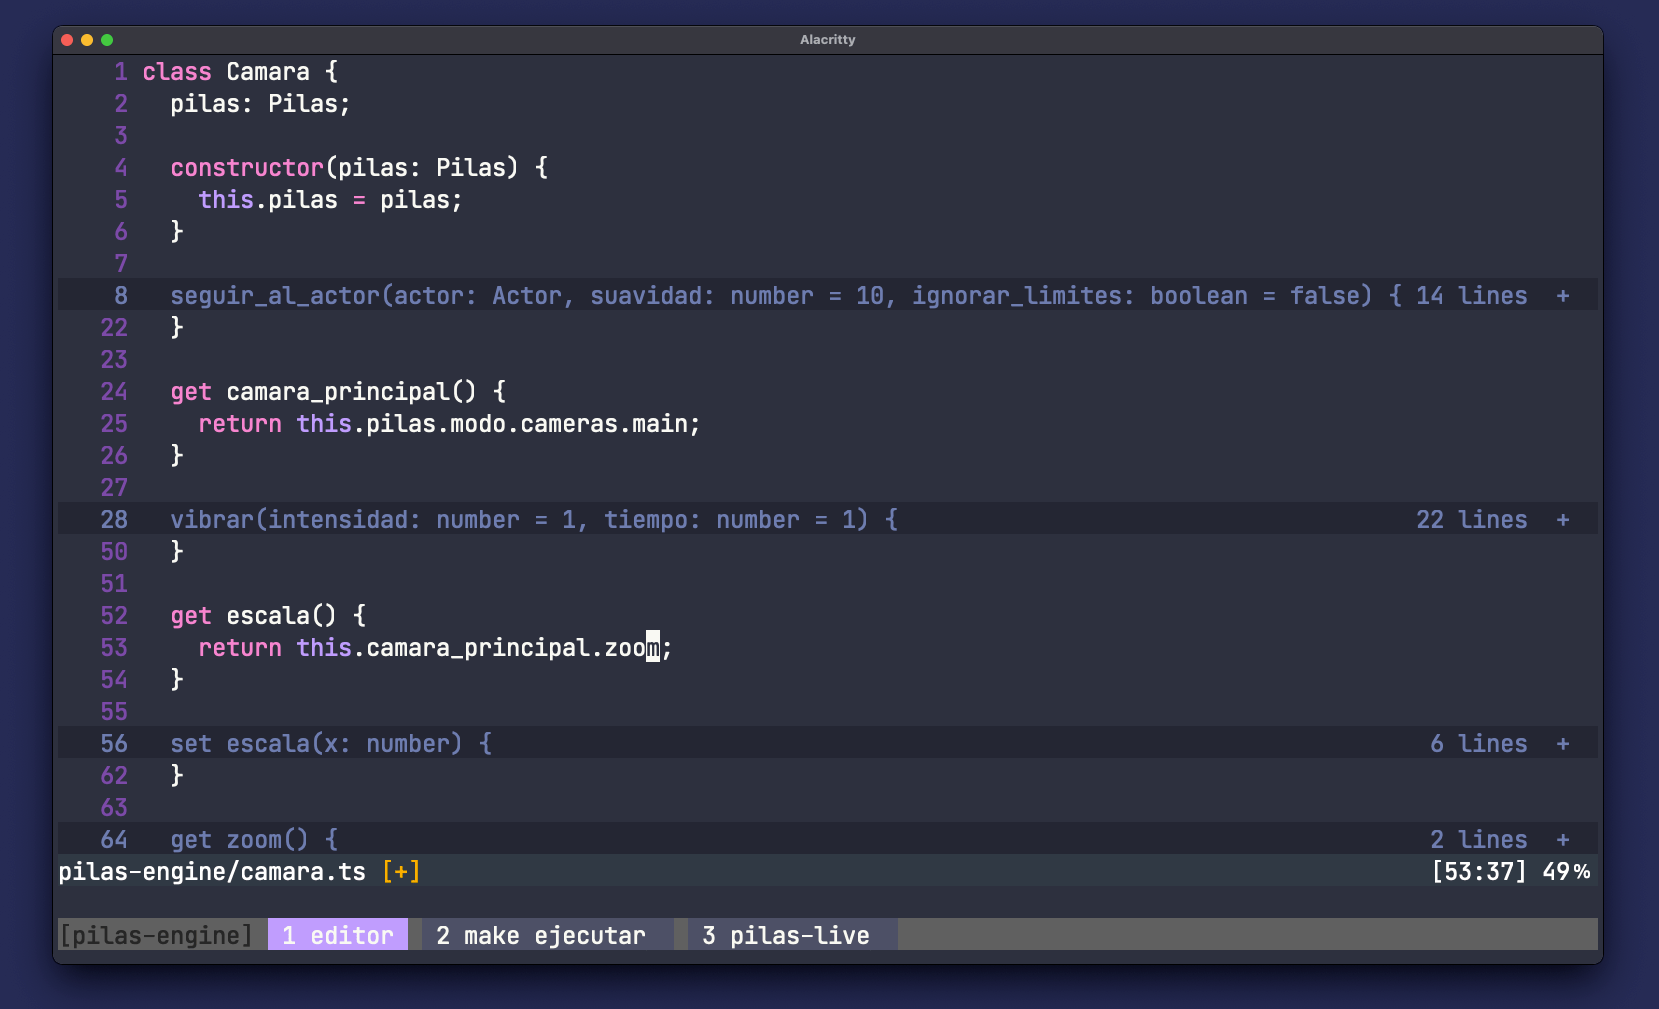 Alacritty
1 class Camara {
2   pilas: Pilas;
3
4   constructor(pilas: Pilas) {
5     this.pilas = pilas;
6   }
7
8   seguir_al_actor(actor: Actor, suavidad: number = 10, ignorar_limites: boolean = false) { 14 lines  +
22   }
23
24   get camara_principal() {
25     return this.pilas.modo.cameras.main;
26   }
27
28   vibrar(intensidad: number = 1, tiempo: number = 1) { 22 lines  +
50   }
51
52   get escala() {
53     return this.camara_principal.zoom;
54   }
55
56   set escala(x: number) { 6 lines  +
62   }
63
64   get zoom() { 2 lines  +
pilas-engine/camara.ts [+] [53:37] 49%
[pilas-engine] 1 editor 2 make ejecutar 3 pilas-live